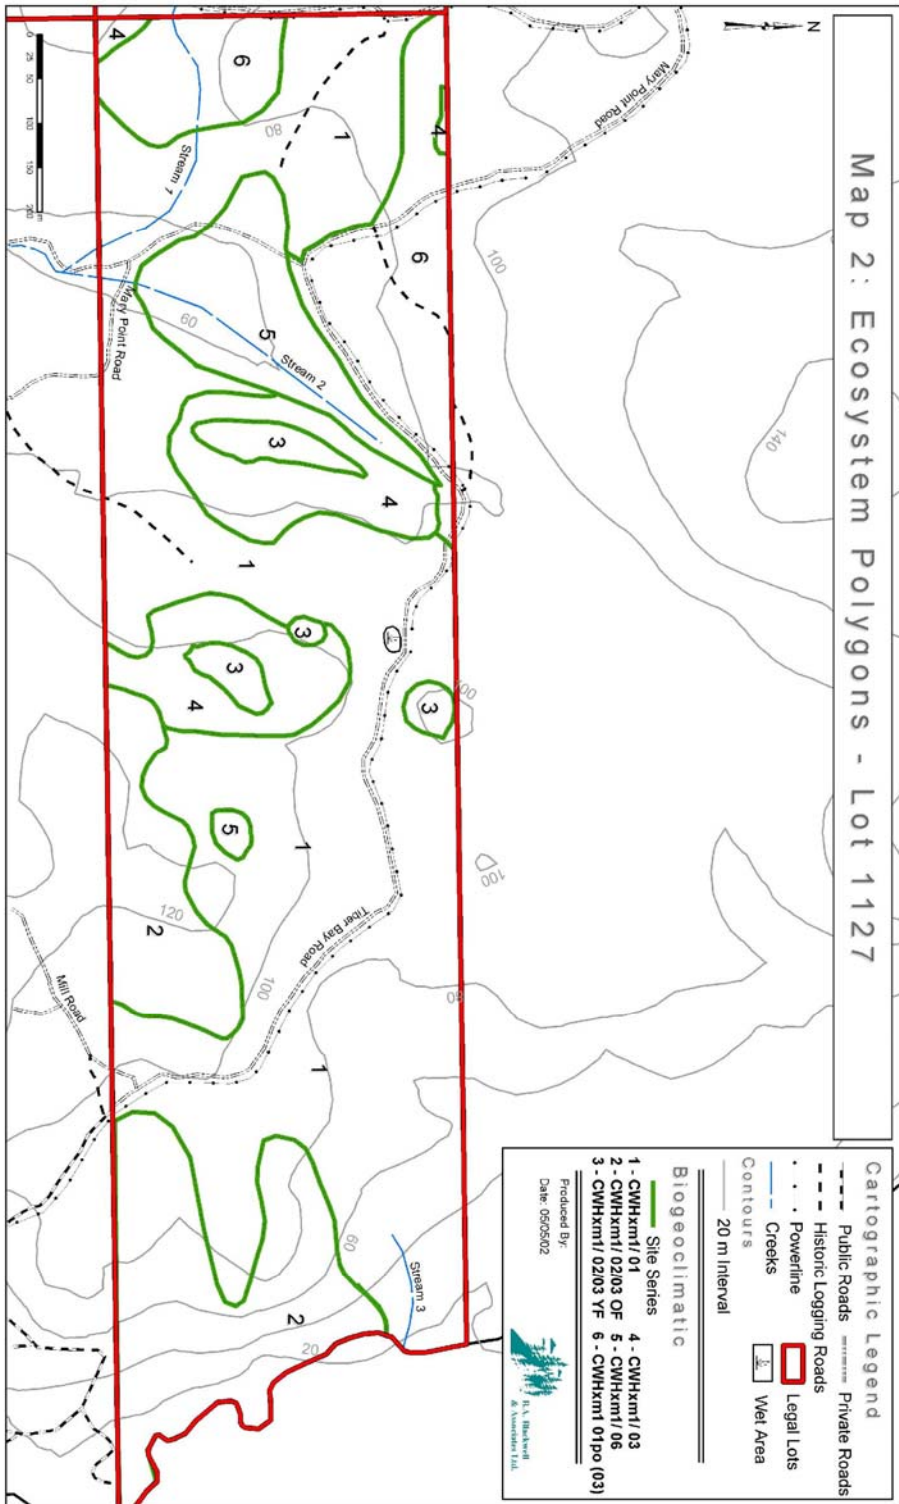 Map 2: Ecosystem Polygons - Lot 1127
N
Cartographic Legend
Public Roads
Private Roads
Historic Logging Roads
Powerline
Legal Lots
Creeks
Wet Area
Contours
20 m Interval
Biogeoclimatic
Site Series
1 - CWHxm1/ 01
4 - CWHxm1/ 03
2 - CWHxm1/ 02/03 OF
5 - CWHxm1/ 06
3 - CWHxm1/ 02/03 YF
6 - CWHxm1 01po (03)
Produced By:
Date: 05/05/02
B.A. Blackwell
& Associates Ltd.
Mary Point Road
100
140
100
100
60
4
1
6
80
6
4
Stream 1
0 25 50 100 150 200 m
5
60
Stream 2
Mary Point Road
3
4
1
3
3
4
3
5
1
120
2
Tiber Bay Road
100
Mill Road
1
60
Stream 3
2
20